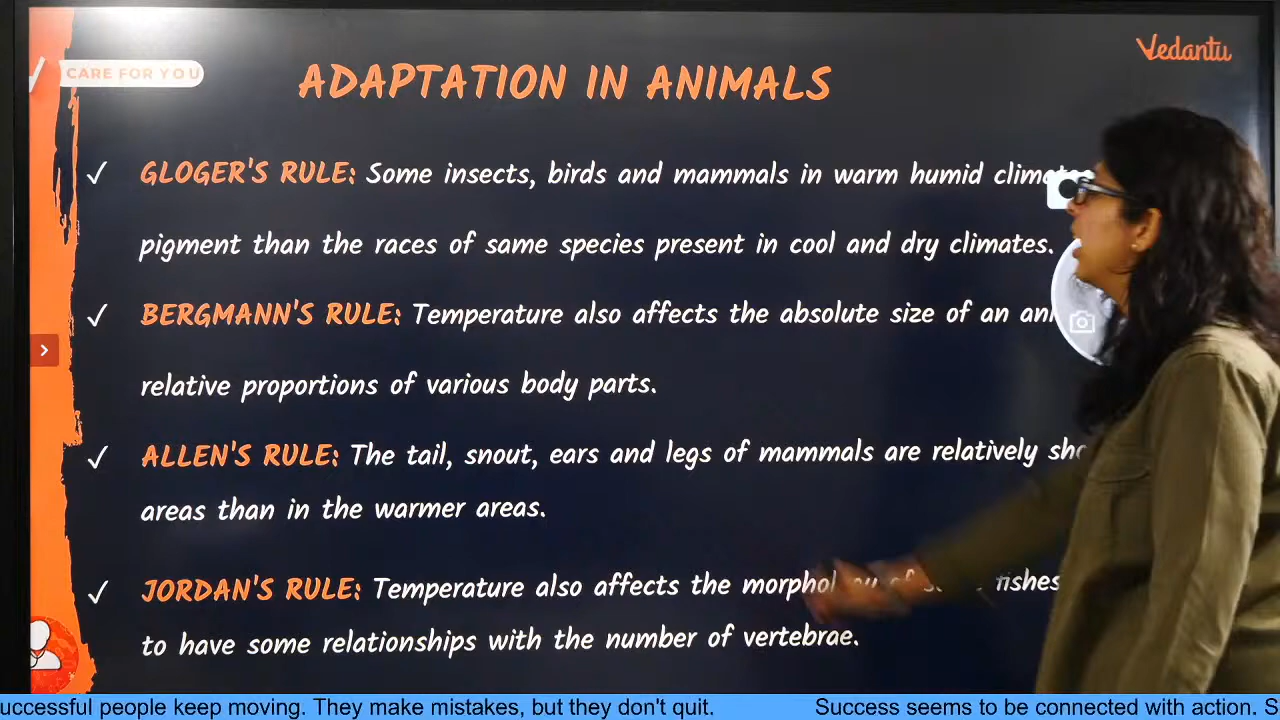 Vedantu
CARE FOR YOU
ADAPTATION IN ANIMALS
✓ GLOGER'S RULE: Some insects, birds and mammals in warm humid
pigment than the races of same species present in cool and dry climates.
✓ BERGMANN'S RULE: Temperature also affects the absolute size of an
relative proportions of various body parts.
✓ ALLEN'S RULE: The tail, snout, ears and legs of mammals are relatively
areas than in the warmer areas.
✓ JORDAN'S RULE: Temperature also affects the of fishes
to have some relationships with the number of vertebrae.
uccessful people keep moving. They make mistakes, but they don't quit. Success seems to be connected with action. S